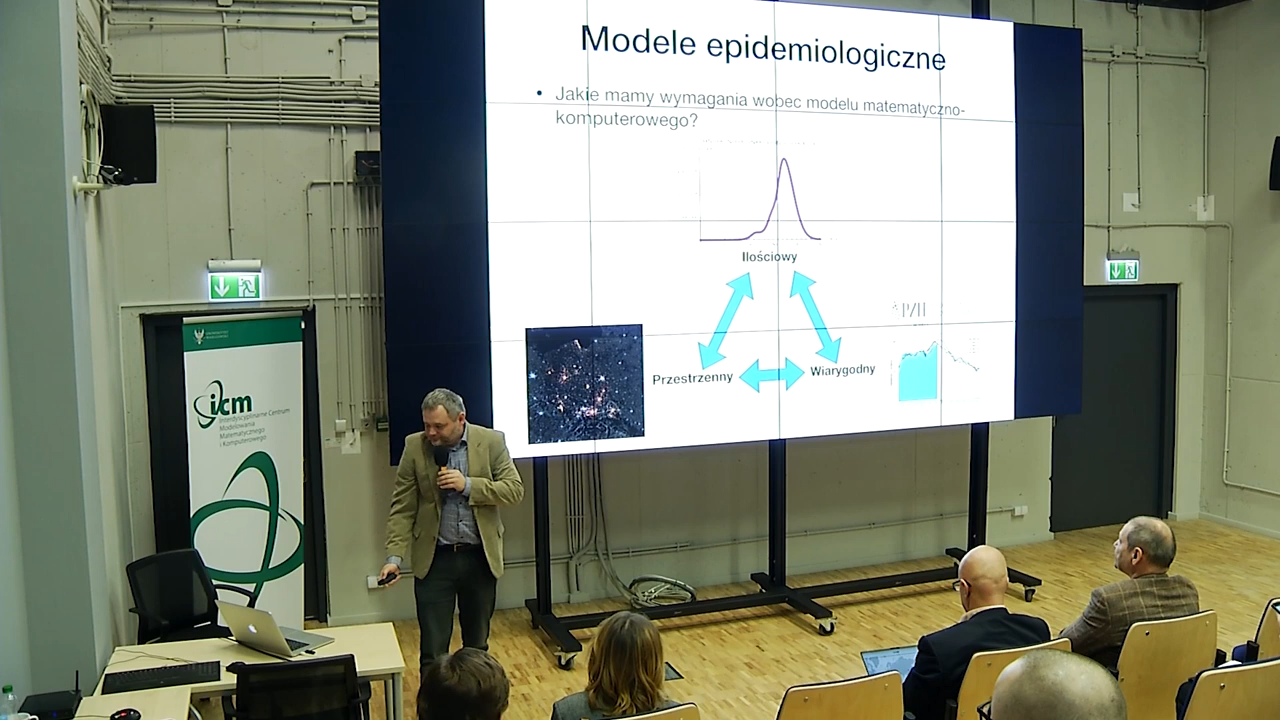 Modele epidemiologiczne
• Jakie mamy wymagania wobec modelu matematyczno-
komputerowego?
Ilościowy
Przestrzenny
Wiarygodny
icm
Interdyscyplinarne Centrum
Modelowania
Matematycznego
i Komputerowego